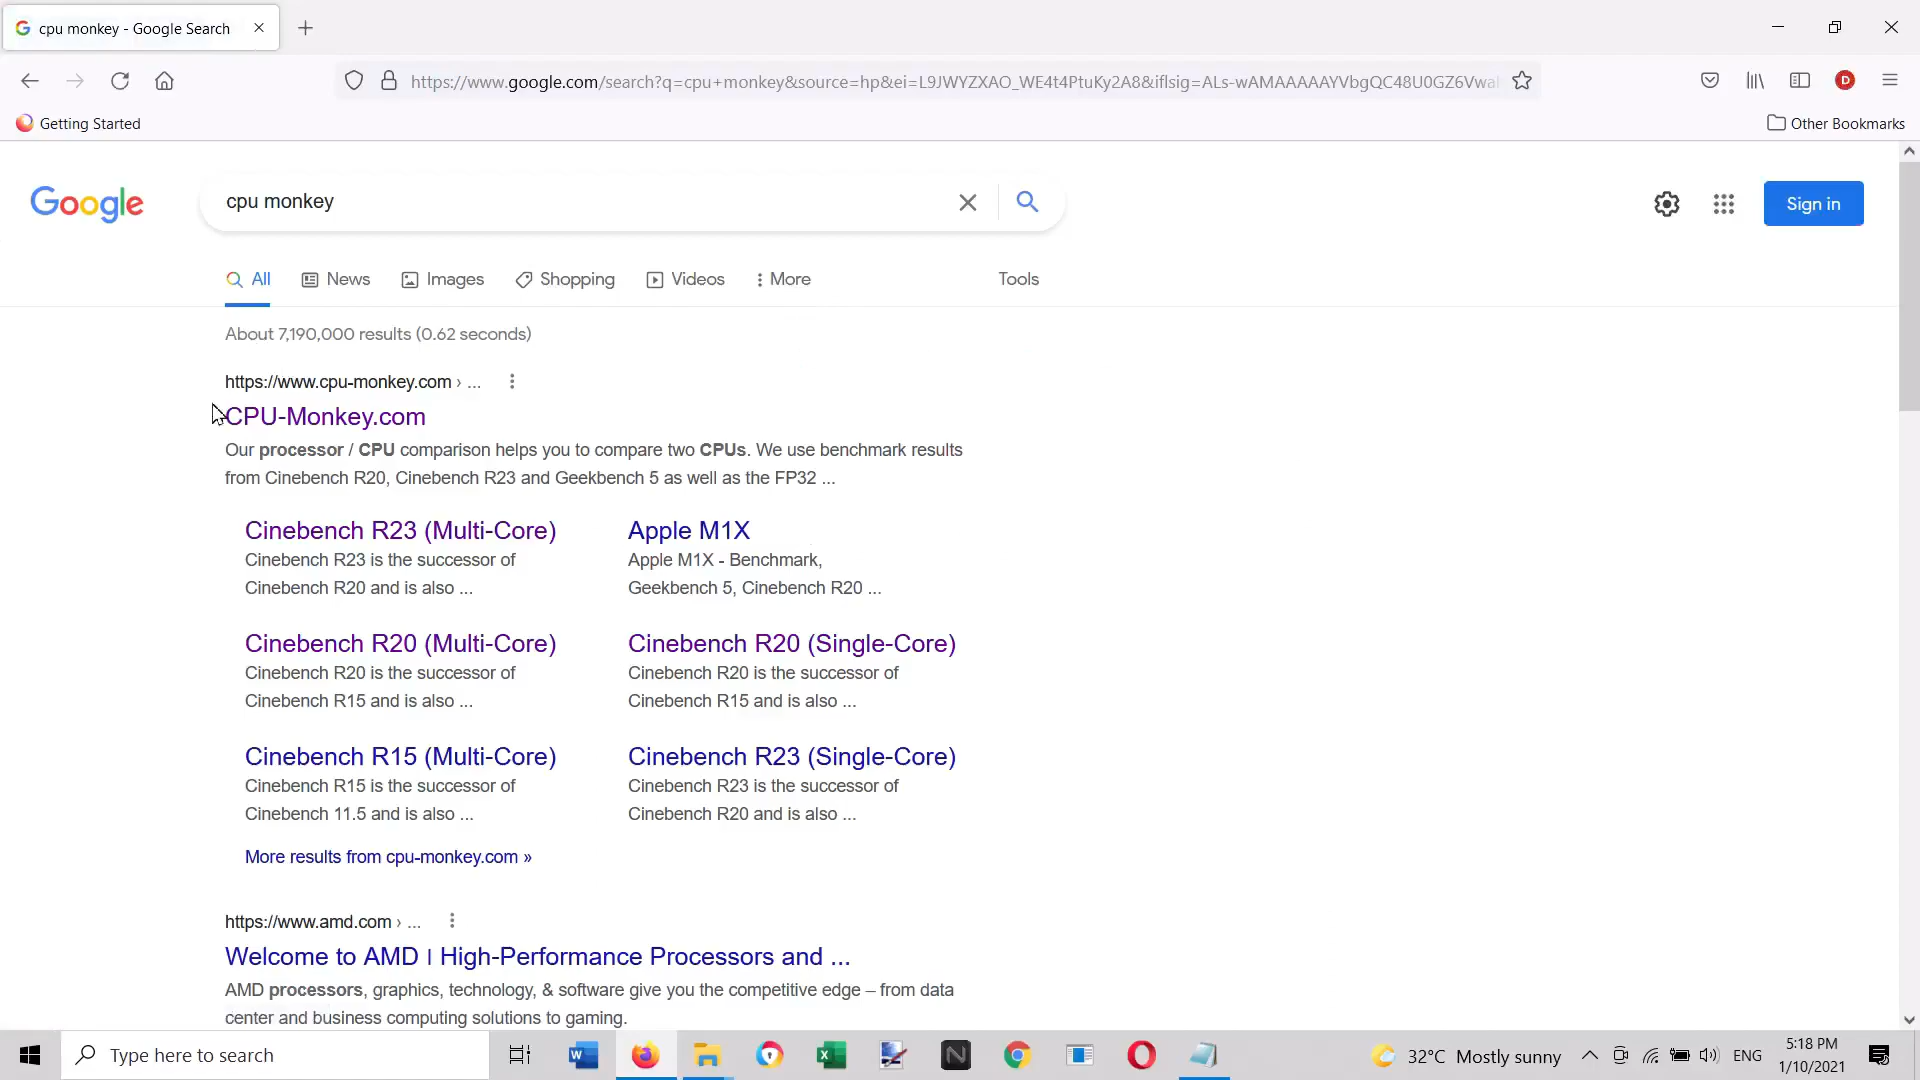 cpu monkey - Google Search
https://www.google.com/search?q=cpu+monkey&source=hp&ei=L9JWYZXAO_WE4t4PtuKy2A8&iflsig=ALs-wAMAAAAAYVbgQC48U0GZ6Vwa
Getting Started
Other Bookmarks
Google
cpu monkey
Sign in
All
News
Images
Shopping
Videos
More
Tools
About 7,190,000 results (0.62 seconds)
https://www.cpu-monkey.com › ...
CPU-Monkey.com
Our processor / CPU comparison helps you to compare two CPUs. We use benchmark results
from Cinebench R20, Cinebench R23 and Geekbench 5 as well as the FP32 ...
Cinebench R23 (Multi-Core)
Cinebench R23 is the successor of
Cinebench R20 and is also ...
Apple M1X
Apple M1X - Benchmark,
Geekbench 5, Cinebench R20 ...
Cinebench R20 (Multi-Core)
Cinebench R20 is the successor of
Cinebench R15 and is also ...
Cinebench R20 (Single-Core)
Cinebench R20 is the successor of
Cinebench R15 and is also ...
Cinebench R15 (Multi-Core)
Cinebench R15 is the successor of
Cinebench 11.5 and is also ...
Cinebench R23 (Single-Core)
Cinebench R23 is the successor of
Cinebench R20 and is also ...
More results from cpu-monkey.com »
https://www.amd.com › ...
Welcome to AMD | High-Performance Processors and ...
AMD processors, graphics, technology, & software give you the competitive edge – from data
center and business computing solutions to gaming.
Type here to search
32°C Mostly sunny
ENG
5:18 PM
1/10/2021